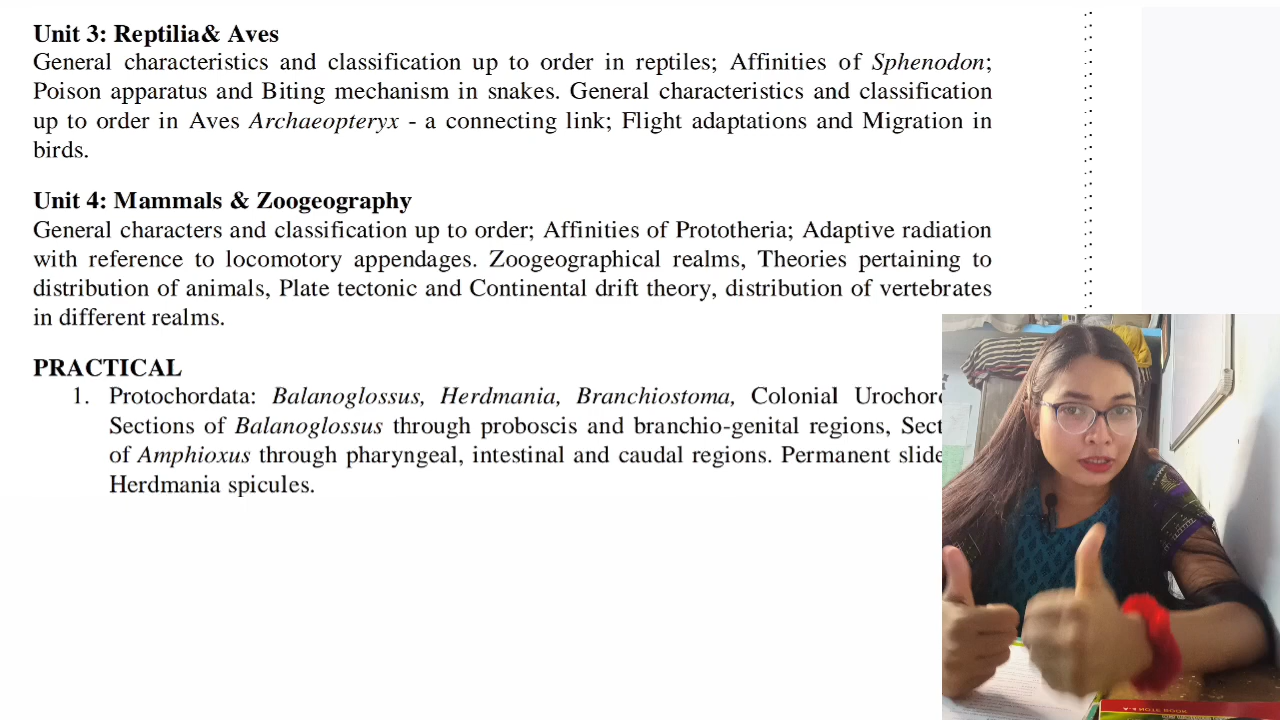 Unit 3: Reptilia& Aves
General characteristics and classification up to order in reptiles; Affinities of Sphenodon;
Poison apparatus and Biting mechanism in snakes. General characteristics and classification
up to order in Aves Archaeopteryx - a connecting link; Flight adaptations and Migration in
birds.
Unit 4: Mammals & Zoogeography
General characters and classification up to order; Affinities of Prototheria; Adaptive radiation
with reference to locomotory appendages. Zoogeographical realms, Theories pertaining to
distribution of animals, Plate tectonic and Continental drift theory, distribution of vertebrates
in different realms.
PRACTICAL
1. Protochordata: Balanoglossus, Herdmania, Branchiostoma, Colonial
Sections of Balanoglossus through proboscis and branchio-genital regions,
of Amphioxus through pharyngeal, intestinal and caudal regions. Permanent
Herdmania spicules.